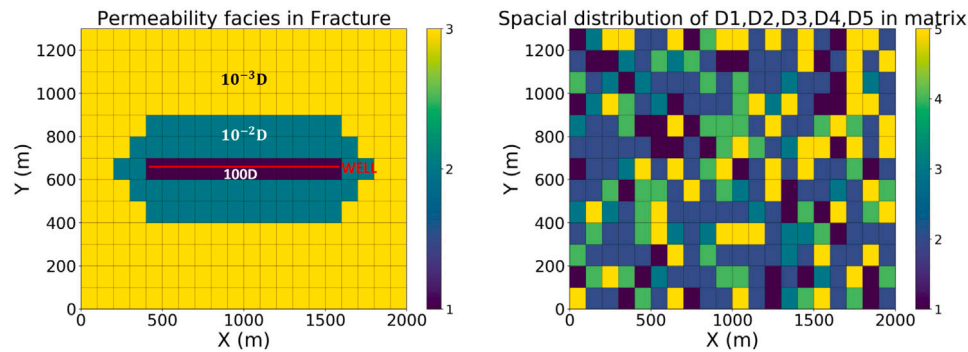 Permeability facies in Fracture
Y (m)
1200
1000
800
600
400
200
0
10⁻³D
10⁻²D
WELL
100D
0 500 1000 1500 2000
X (m)
3
2
1
Spacial distribution of D1,D2,D3,D4,D5 in matrix
Y (m)
1200
1000
800
600
400
200
0
0 500 1000 1500 2000
X (m)
5
4
3
2
1